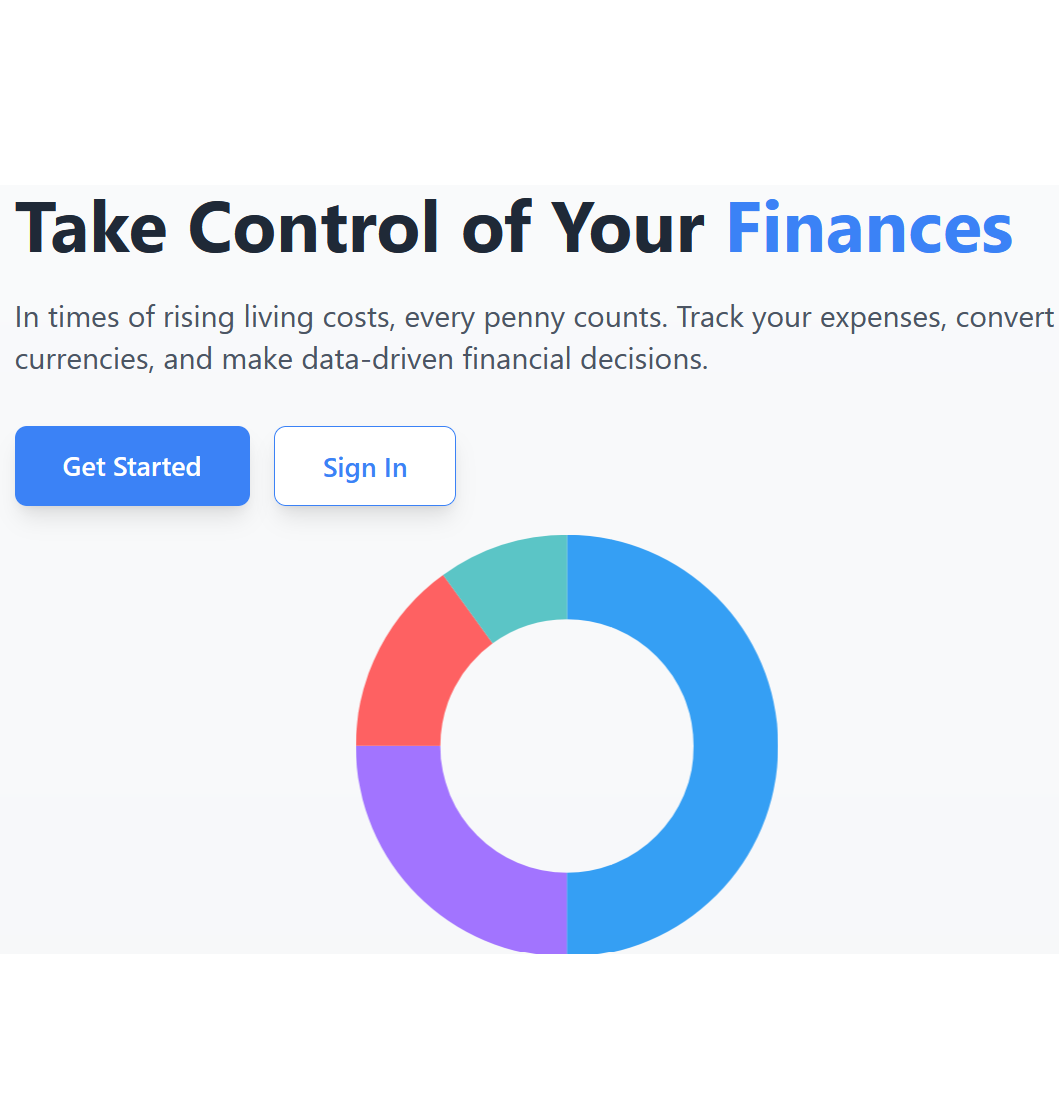 Take Control of Your Finances
In times of rising living costs, every penny counts. Track your expenses, convert
currencies, and make data-driven financial decisions.
Get Started
Sign In